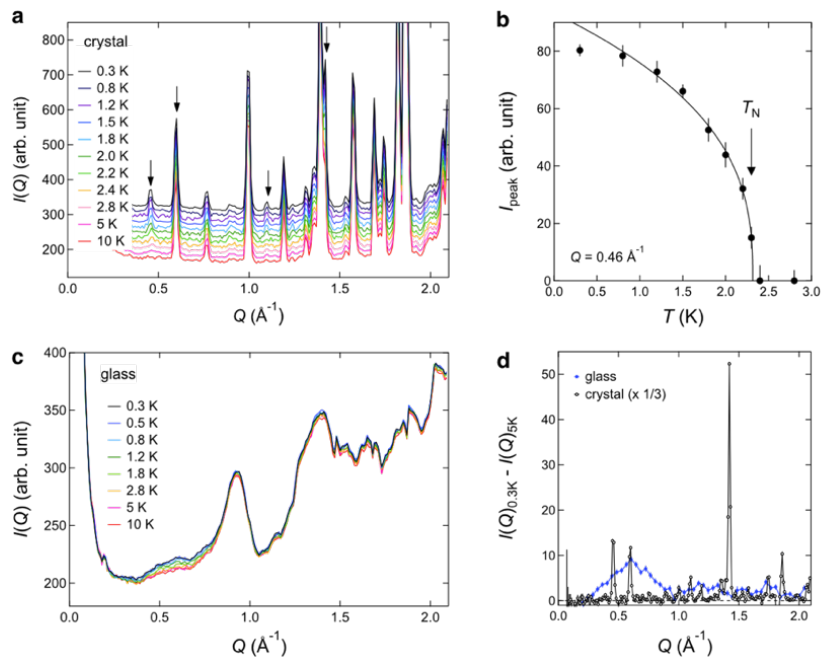 a
crystal
0.3 K
0.8 K
1.2 K
1.5 K
1.8 K
2.0 K
2.2 K
2.4 K
2.8 K
5 K
10 K
I(Q) (arb. unit)
800
700
600
500
400
300
200
0.0 0.5 1.0 1.5 2.0
Q (Å⁻¹)
b
I_peak (arb. unit)
80
60
40
20
0
T_N
Q = 0.46 Å⁻¹
0.0 0.5 1.0 1.5 2.0 2.5 3.0
T (K)
c
glass
0.3 K
0.5 K
0.8 K
1.2 K
1.8 K
2.8 K
5 K
10 K
I(Q) (arb. unit)
400
350
300
250
200
0.0 0.5 1.0 1.5 2.0
Q (Å⁻¹)
d
glass
crystal (x 1/3)
I(Q)₀.₃K - I(Q)₅K
50
40
30
20
10
0
0.0 0.5 1.0 1.5 2.0
Q (Å⁻¹)